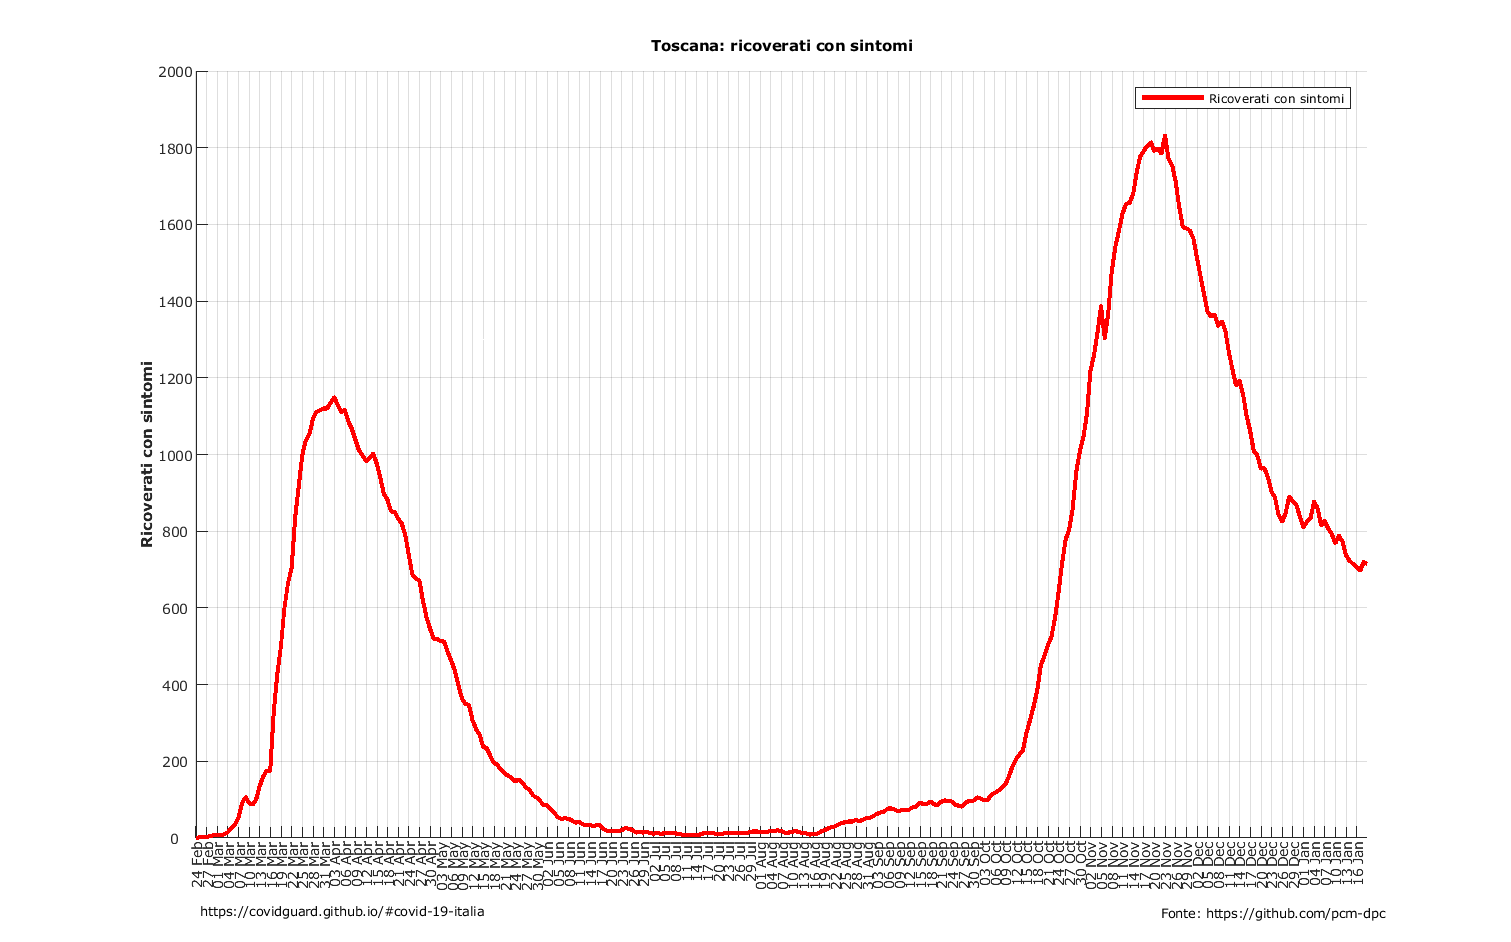 Toscana: ricoverati con sintomi
Ricoverati con sintomi
2000
1800
1600
1400
1200
1000
800
600
400
200
0
Ricoverati con sintomi
24 Feb
27 Feb
01 Mar
04 Mar
07 Mar
10 Mar
13 Mar
16 Mar
19 Mar
22 Mar
25 Mar
28 Mar
31 Mar
03 Apr
06 Apr
09 Apr
12 Apr
15 Apr
18 Apr
21 Apr
24 Apr
27 Apr
30 Apr
03 May
06 May
09 May
12 May
15 May
18 May
21 May
24 May
27 May
30 May
02 Jun
05 Jun
08 Jun
11 Jun
14 Jun
17 Jun
20 Jun
23 Jun
26 Jun
29 Jun
02 Jul
05 Jul
08 Jul
11 Jul
14 Jul
17 Jul
20 Jul
23 Jul
26 Jul
29 Jul
01 Aug
04 Aug
07 Aug
10 Aug
13 Aug
16 Aug
19 Aug
22 Aug
25 Aug
28 Aug
31 Aug
03 Sep
06 Sep
09 Sep
12 Sep
15 Sep
18 Sep
21 Sep
24 Sep
27 Sep
30 Sep
03 Oct
06 Oct
09 Oct
12 Oct
15 Oct
18 Oct
21 Oct
24 Oct
27 Oct
30 Oct
02 Nov
05 Nov
08 Nov
11 Nov
14 Nov
17 Nov
20 Nov
23 Nov
26 Nov
29 Nov
02 Dec
05 Dec
08 Dec
11 Dec
14 Dec
17 Dec
20 Dec
23 Dec
26 Dec
29 Dec
01 Jan
04 Jan
07 Jan
10 Jan
13 Jan
16 Jan
https://covidguard.github.io/#covid-19-italia
Fonte: https://github.com/pcm-dpc